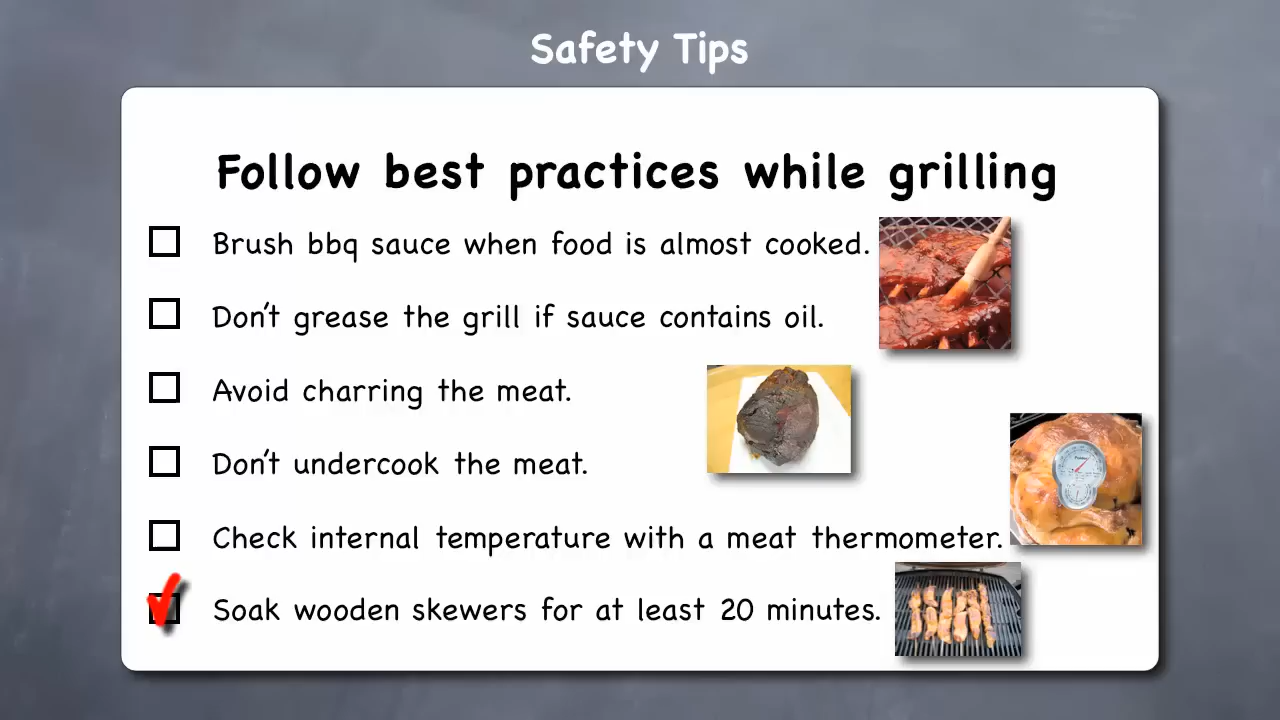 Safety Tips
Follow best practices while grilling
Brush bbq sauce when food is almost cooked.
Don't grease the grill if sauce contains oil.
Avoid charring the meat.
Don't undercook the meat.
Check internal temperature with a meat thermometer.
Soak wooden skewers for at least 20 minutes.